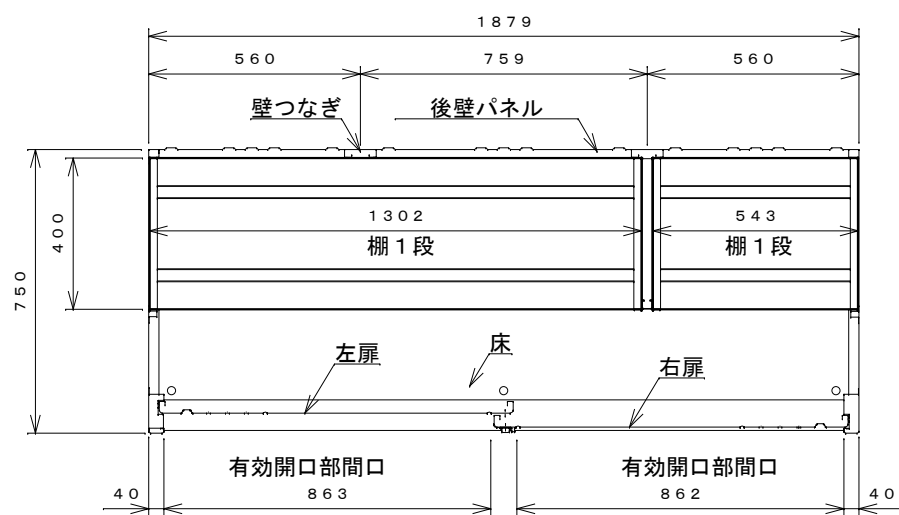 1879
560 759 560
壁つなぎ 後壁パネル
1302 543
棚1段 棚1段
400
750
左扉 床 右扉
有効開口部間口 有効開口部間口
40 863 862 40